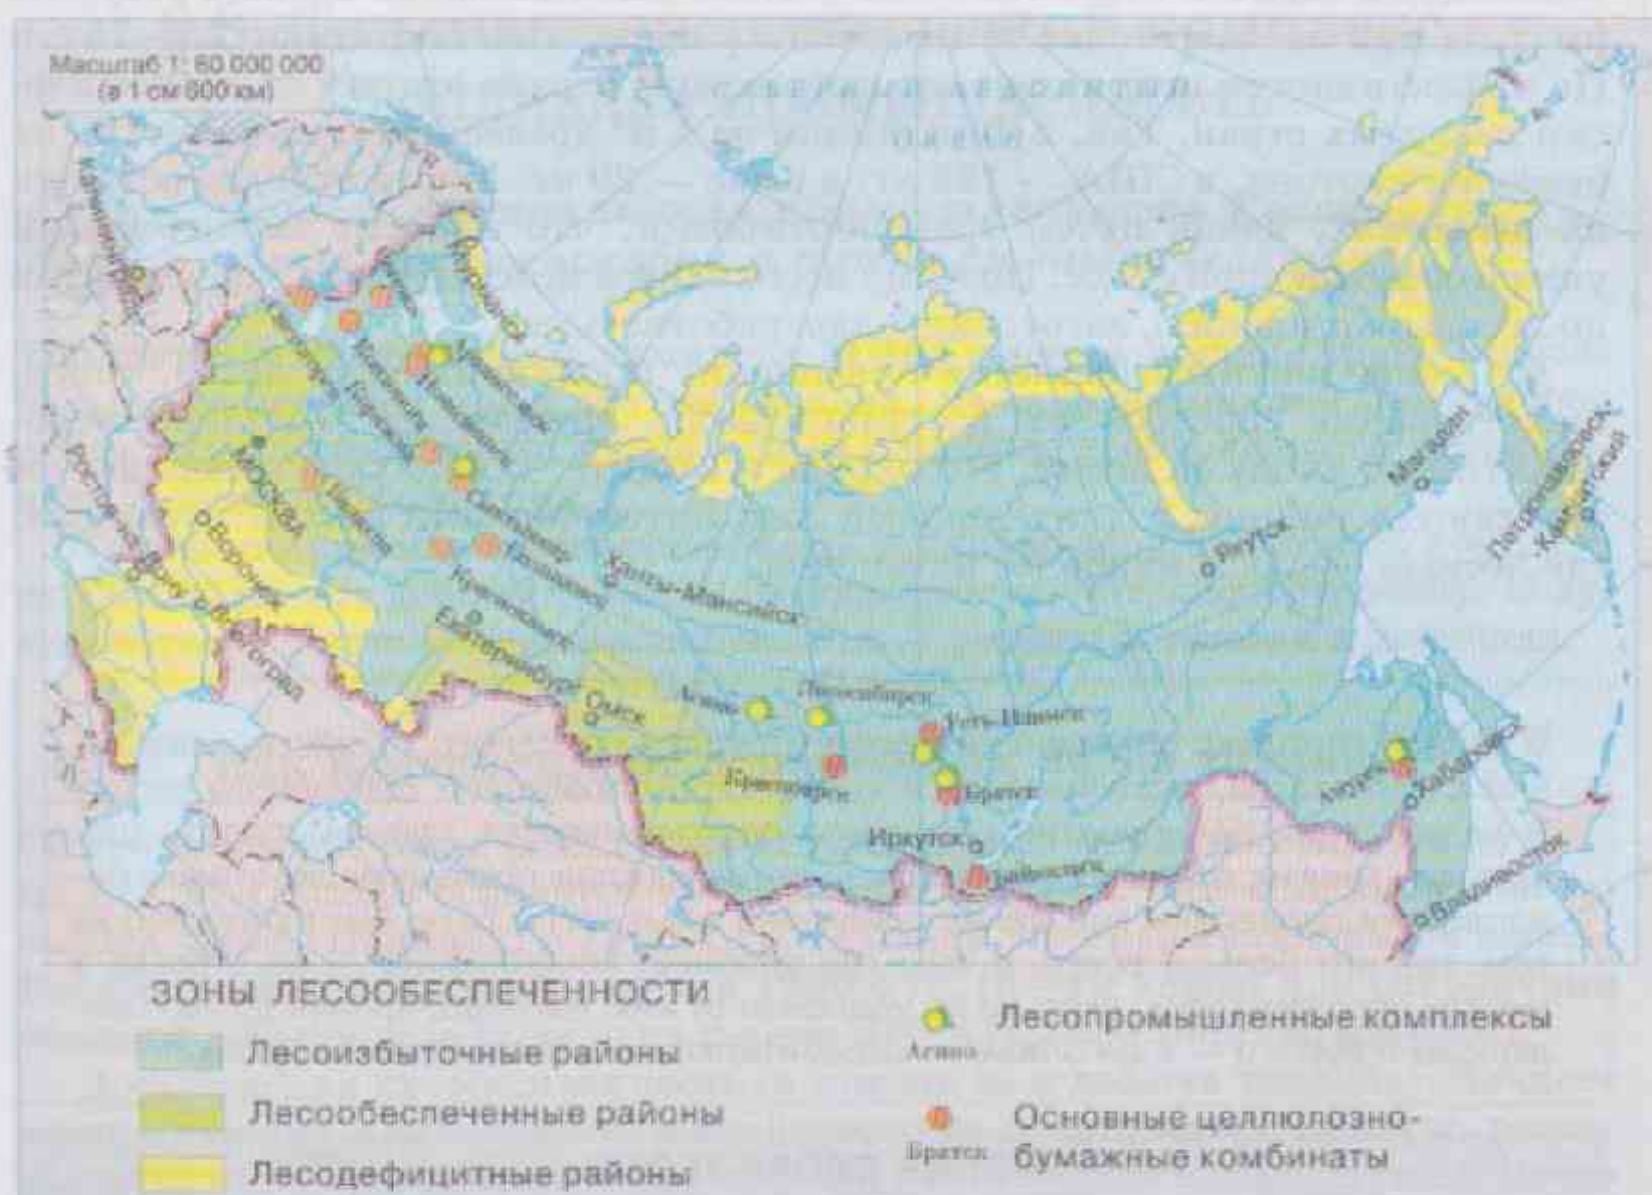 Масштаб 1: 60 000 000
(в 1 см 600 км)
Калининград
Мурманск
МОСКВА
Воронеж
Волгоград
Ростов-на-Дону
Сыктывкар
Краснокамск
Екатеринбург
Ханты-Мансийск
Омск
Асино
Лесосибирск
Усть-Илимск
Красноярск
Братск
Иркутск
Байкальск
Якутск
Магадан
Петропавловск-
-Камчатский
Амурск
Хабаровск
Владивосток
ЗОНЫ ЛЕСООБЕСПЕЧЕННОСТИ
Лесоизбыточные районы
Лесообеспеченные районы
Лесодефицитные районы
Лесопромышленные комплексы
Асино
Основные целлюлозно-
бумажные комбинаты
Братск